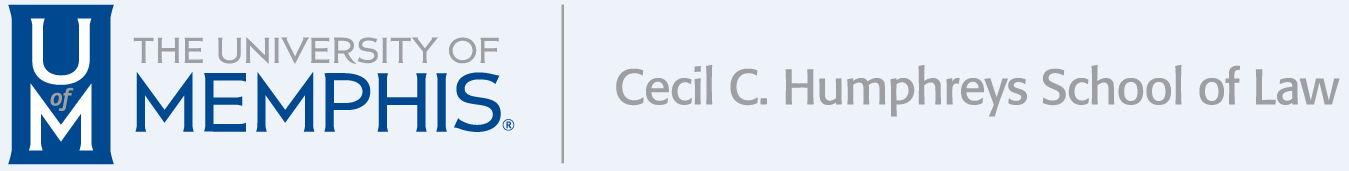 U
of
M
THE UNIVERSITY OF
MEMPHIS®
Cecil C. Humphreys School of Law